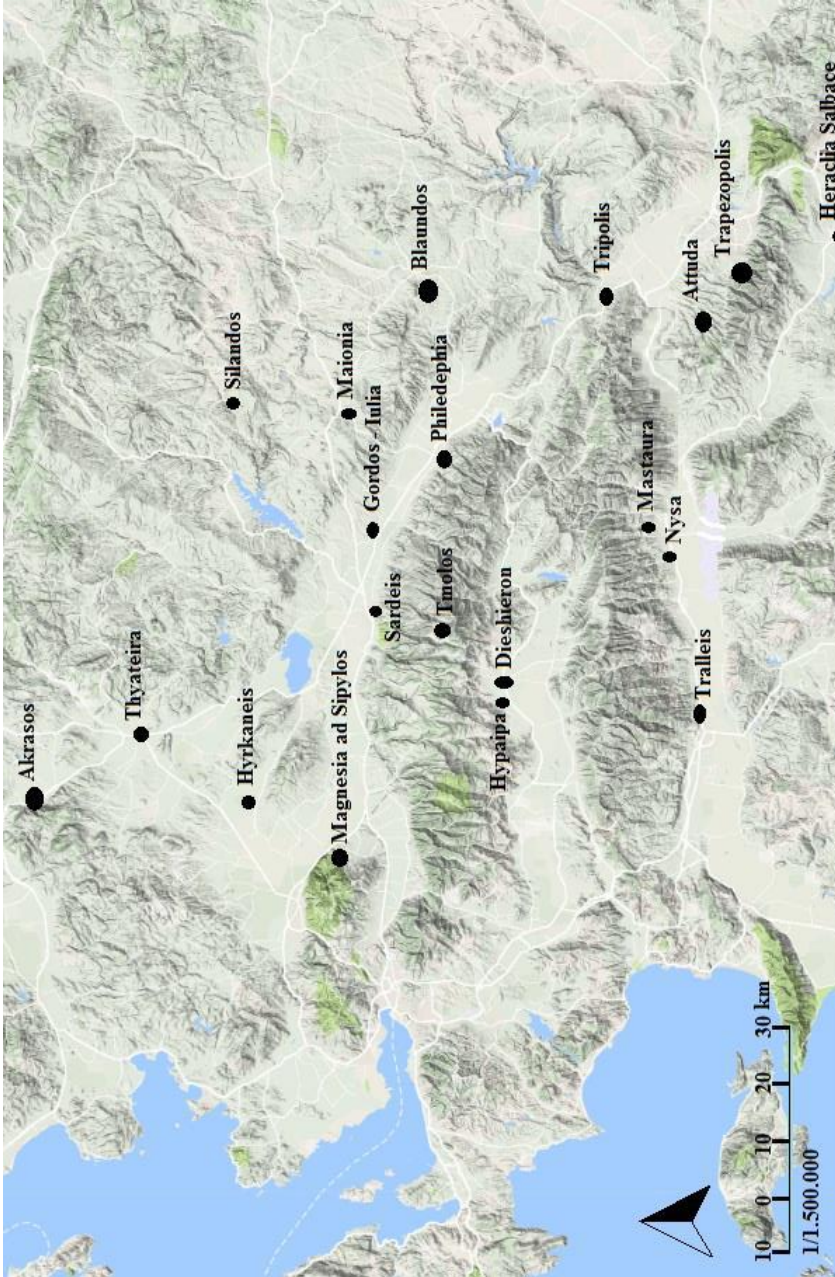 Akrasos
Thyateira
Silandos
Hyrkaneis
Magnesia ad Sipylos
Maionia
Gordos - Iulia
Sardeis
Blaundos
Philedephia
Tmolos
Hypaipa
Dieshieron
Tripolis
Mastaura
Nysa
Attuda
Tralleis
Trapezopolis
10 0 10 20 30 km
1/1.500.000
Heraclia Salbace